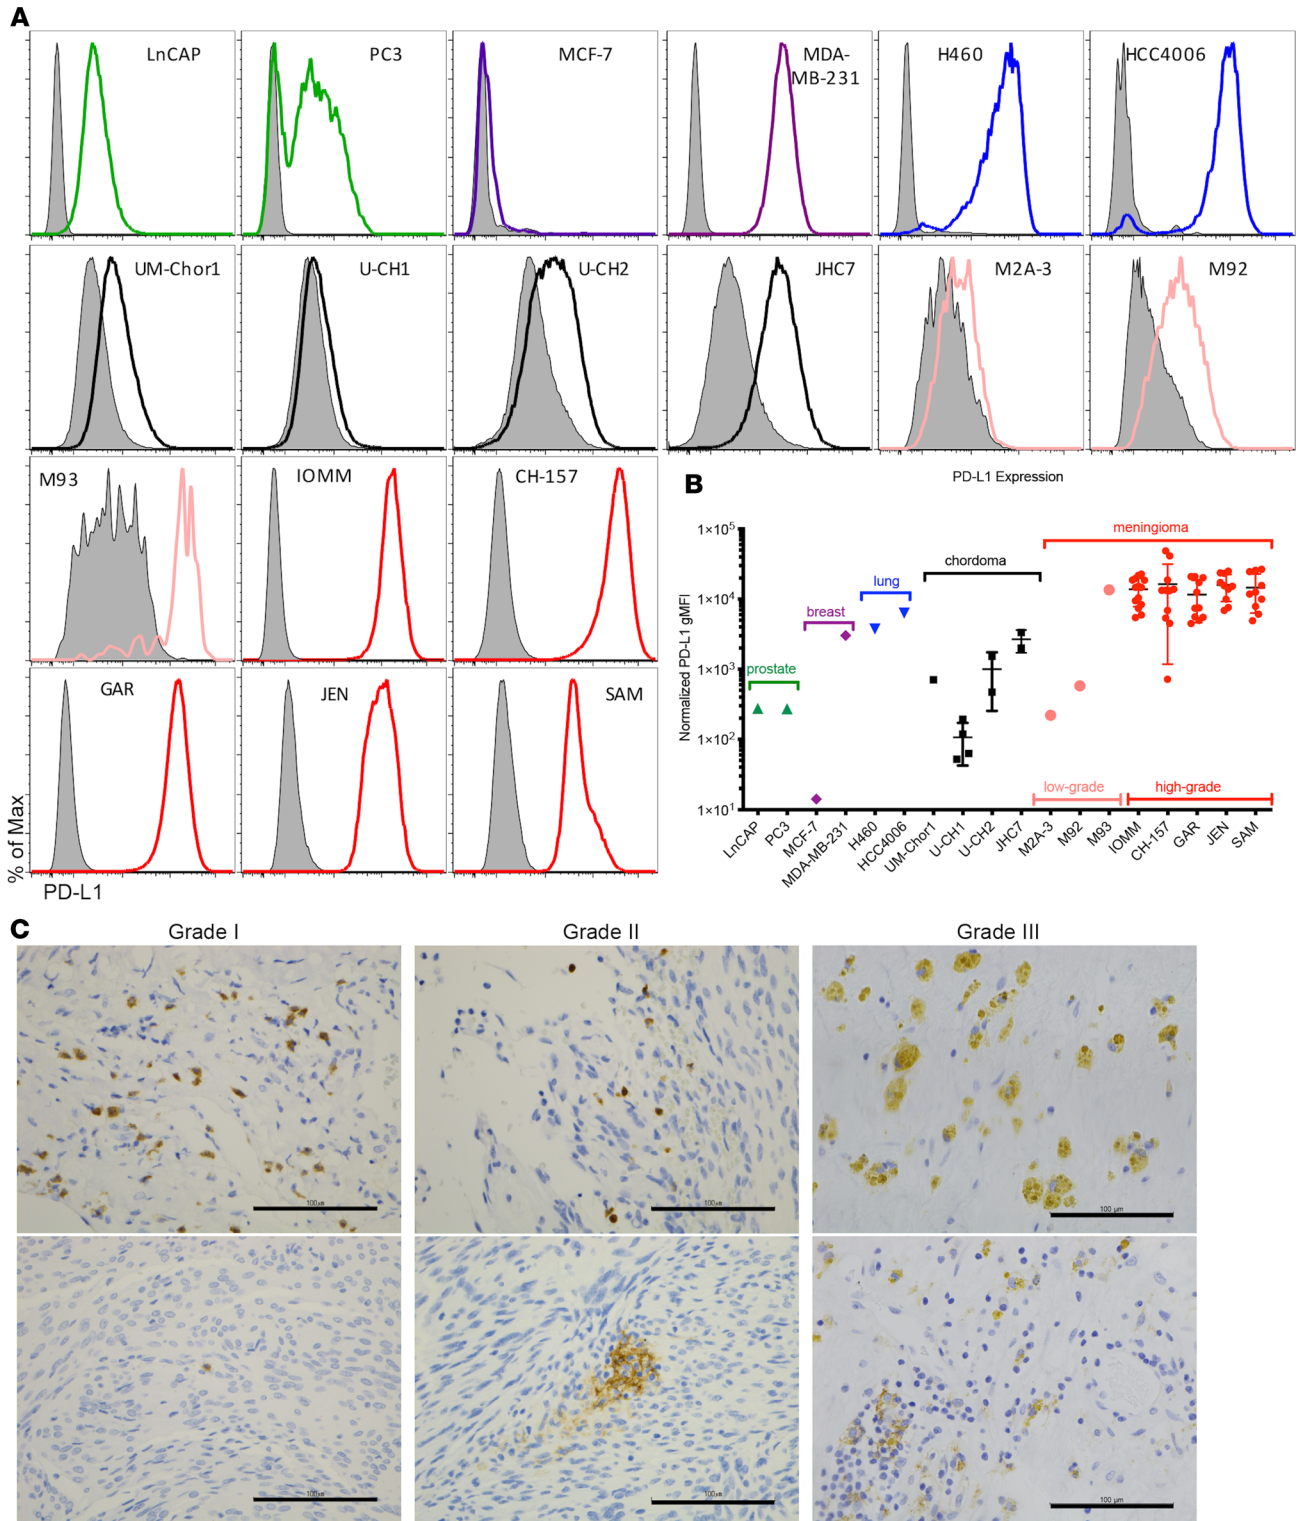 A
LnCAP
PC3
MCF-7
MDA-
MB-231
H460
HCC4006
UM-Chor1
U-CH1
U-CH2
JHC7
M2A-3
M92
M93
IOMM
CH-157
GAR
JEN
SAM
% of Max
PD-L1
B
PD-L1 Expression
Normalized PD-L1 gMFI
1×10⁵
1×10⁴
1×10³
1×10²
1×10¹
prostate
breast
lung
chordoma
meningioma
low-grade
high-grade
LnCAP
PC3
MCF-7
MDA-MB-231
H460
HCC4006
UM-Chor1
U-CH1
U-CH2
JHC7
M2A-3
M92
M93
IOMM
CH-157
GAR
JEN
SAM
C
Grade I
Grade II
Grade III
100μm
100μm
100 μm
100μm
100μm
100 μm